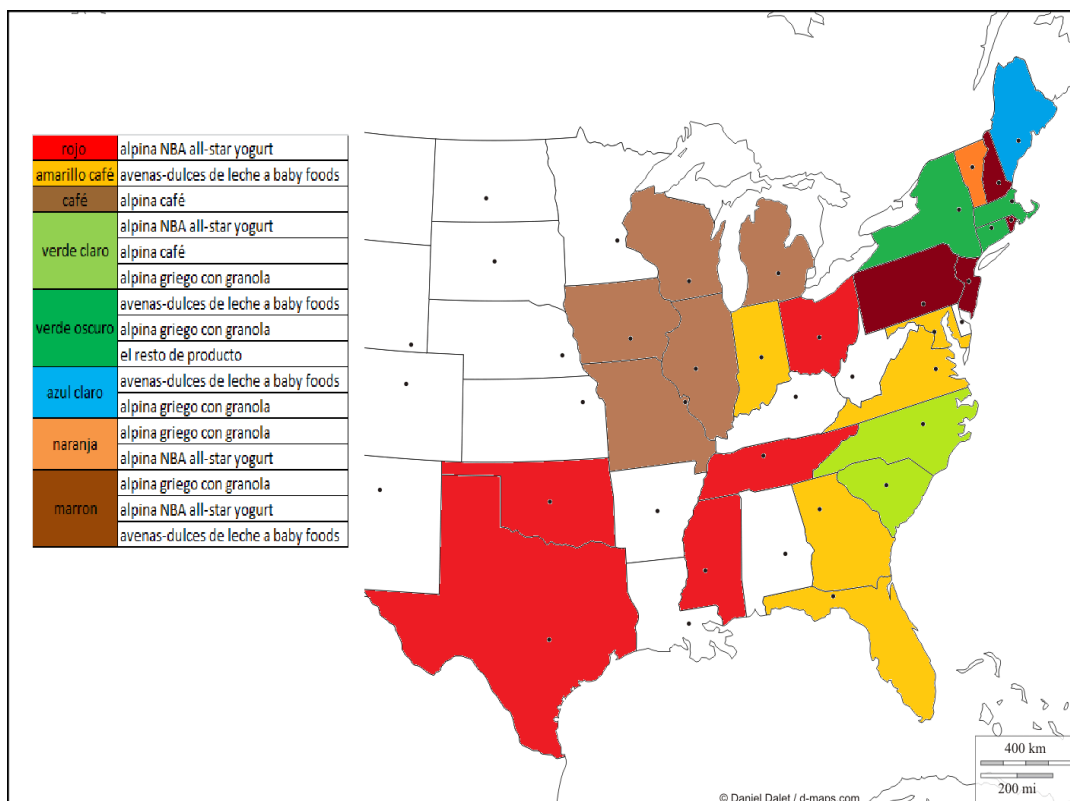 rojo alpina NBA all-star yogurt
amarillo café avenas-dulces de leche a baby foods
café alpina café
alpina NBA all-star yogurt
verde claro alpina café
alpina griego con granola
avenas-dulces de leche a baby foods
verde oscuro alpina griego con granola
el resto de producto
azul claro avenas-dulces de leche a baby foods
alpina griego con granola
naranja alpina griego con granola
alpina NBA all-star yogurt
alpina griego con granola
marron alpina NBA all-star yogurt
avenas-dulces de leche a baby foods
400 km
200 mi
© Daniel Dalet / d-maps.com